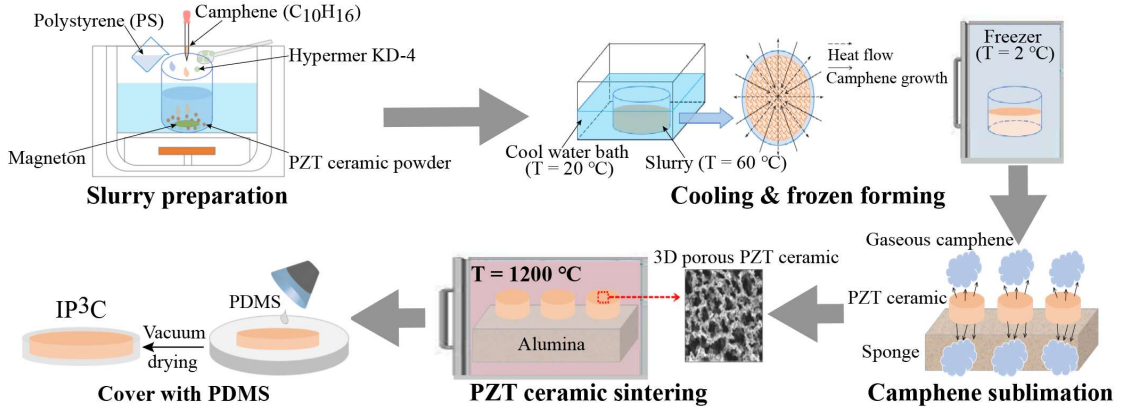 Polystyrene (PS)
Camphene (C₁₀H₁₆)
Hypermer KD-4
Magneton
PZT ceramic powder
Slurry preparation
Heat flow
Camphene growth
Cool water bath
(T = 20 ℃)
Slurry (T = 60 ℃)
Cooling & frozen forming
Freezer
(T = 2 ℃)
Gaseous camphene
PZT ceramic
Sponge
Camphene sublimation
3D porous PZT ceramic
T = 1200 ℃
Alumina
PZT ceramic sintering
PDMS
IP³C
Vacuum
drying
Cover with PDMS